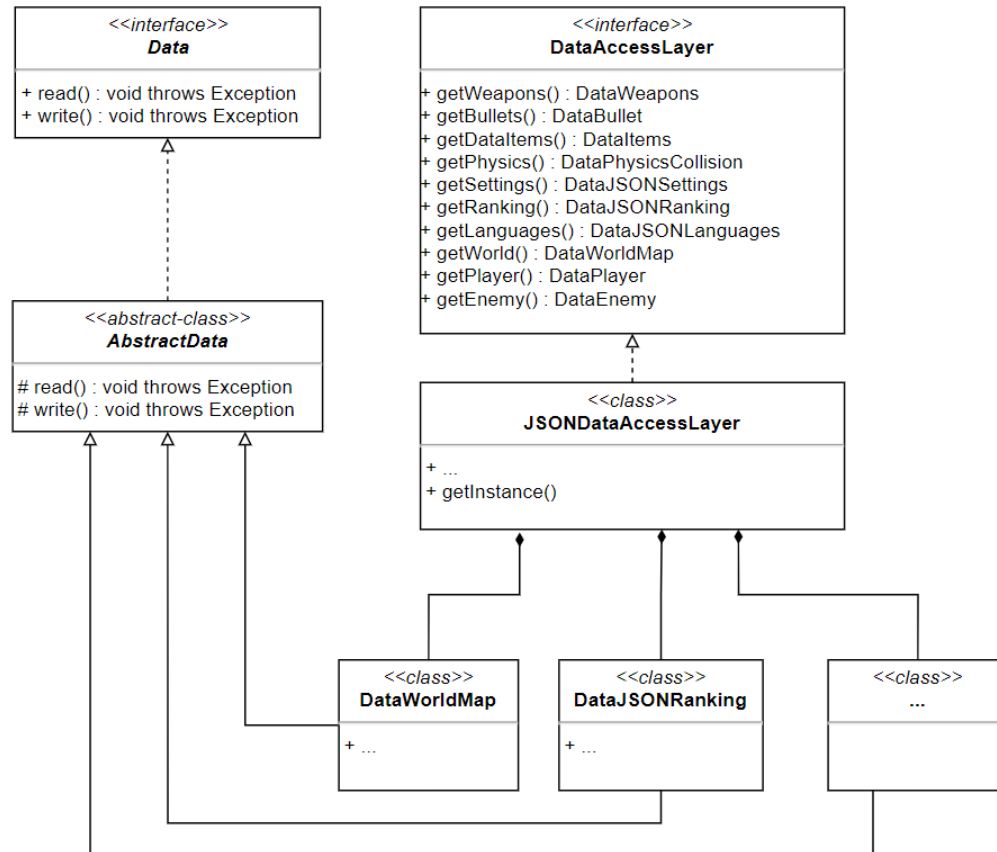 <<interface>>
Data
+ read() : void throws Exception
+ write() : void throws Exception
<<interface>>
DataAccessLayer
+ getWeapons() : DataWeapons
+ getBullets() : DataBullet
+ getDataItems() : DataItems
+ getPhysics() : DataPhysicsCollision
+ getSettings() : DataJSONSettings
+ getRanking() : DataJSONRanking
+ getLanguages() : DataJSONLanguages
+ getWorld() : DataWorldMap
+ getPlayer() : DataPlayer
+ getEnemy() : DataEnemy
<<abstract-class>>
AbstractData
# read() : void throws Exception
# write() : void throws Exception
<<class>>
JSONDataAccessLayer
+ ...
+ getInstance()
<<class>>
DataWorldMap
+ ...
<<class>>
DataJSONRanking
+ ...
<<class>>
...